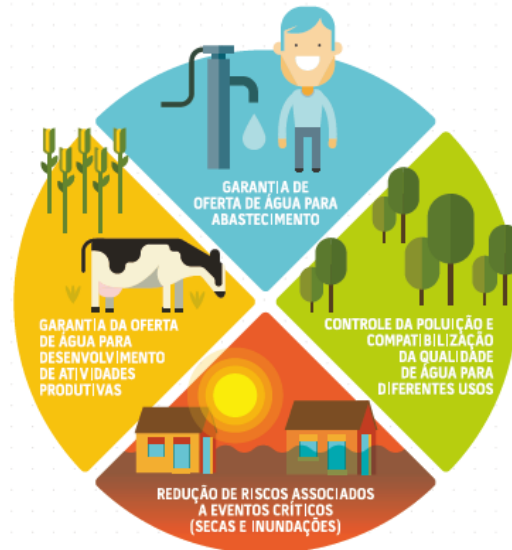 GARANTIA DE
OFERTA DE ÁGUA PARA
ABASTECIMENTO
GARANTIA DA OFERTA
DE ÁGUA PARA
DESENVOLVIMENTO
DE ATIVIDADES
PRODUTIVAS
CONTROLE DA POLUIÇÃO E
COMPATIBILIZAÇÃO
DA QUALIDADE
DE ÁGUA PARA
DIFERENTES USOS
REDUÇÃO DE RISCOS ASSOCIADOS
A EVENTOS CRÍTICOS
(SECAS E INUNDAÇÕES)